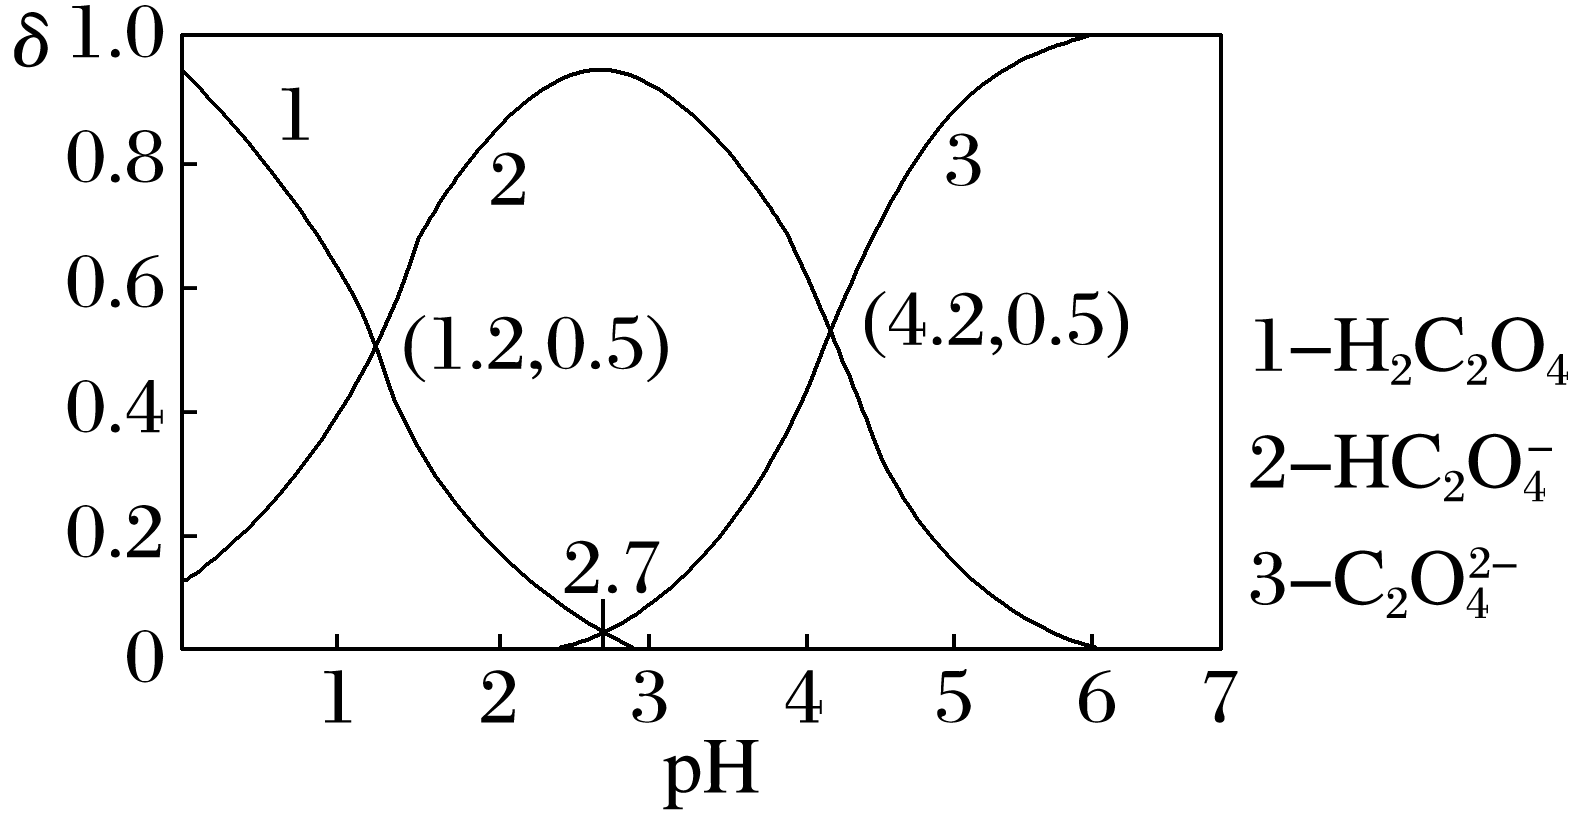 δ 1.0
0.8
0.6
0.4
0.2
0
1
2
3
(1.2,0.5)
(4.2,0.5)
2.7
1 2 3 4 5 6 7
pH
1–H₂C₂O₄
2–HC₂O₄⁻
3–C₂O₄²⁻